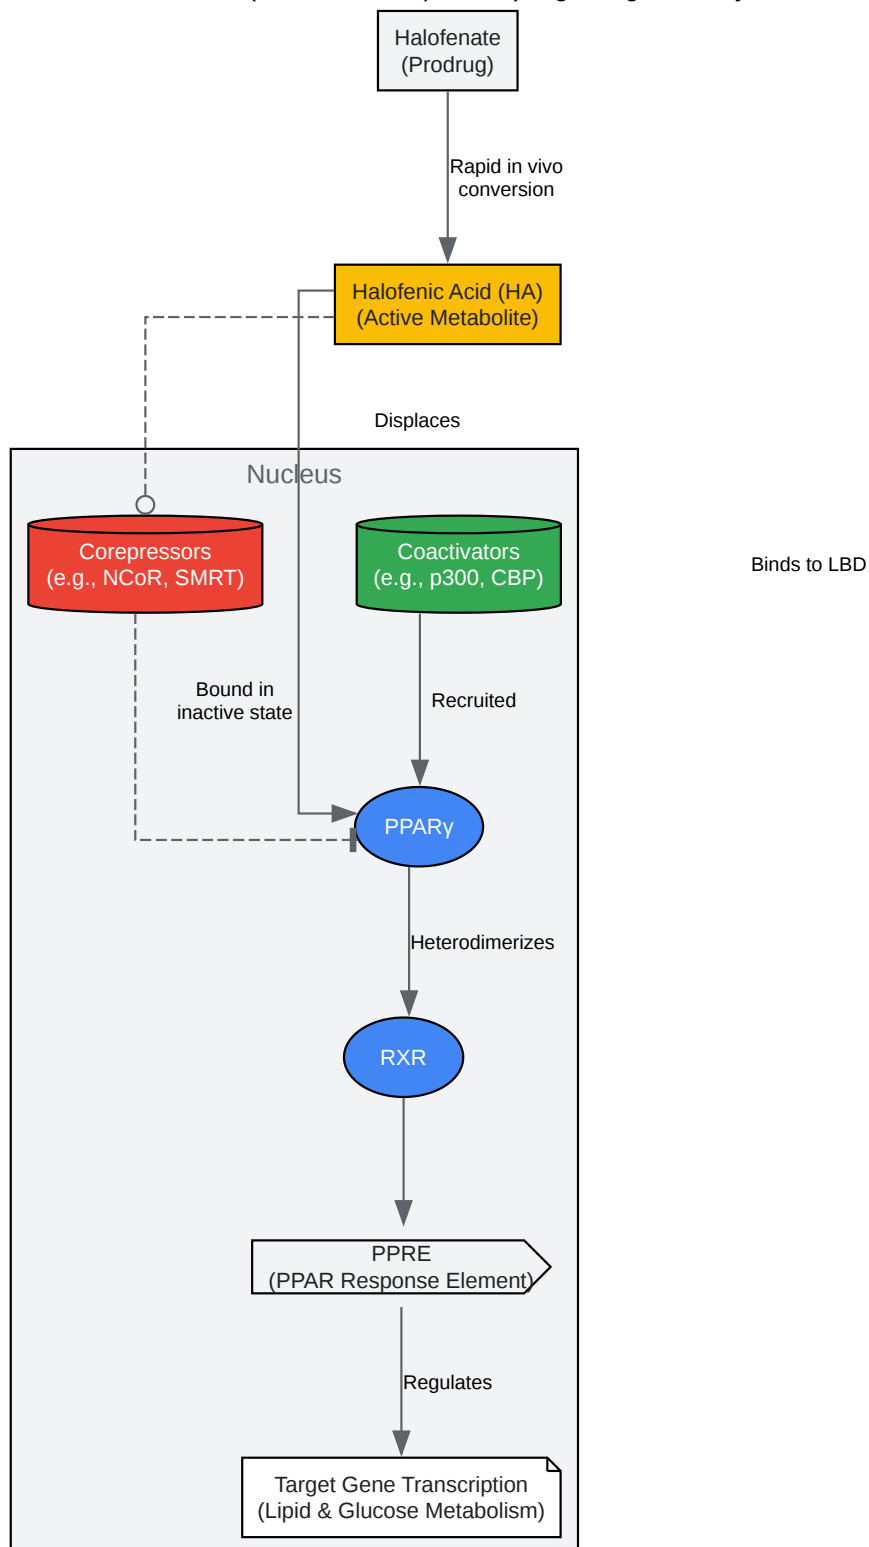 Halofenate
(Prodrug)
Rapid in vivo
conversion
Halofenic Acid (HA)
(Active Metabolite)
Displaces
Nucleus
Corepressors
(e.g., NCoR, SMRT)
Coactivators
(e.g., p300, CBP)
Binds to LBD
Bound in
inactive state
Recruited
PPARγ
Heterodimerizes
RXR
PPRE
(PPAR Response Element)
Regulates
Target Gene Transcription
(Lipid & Glucose Metabolism)